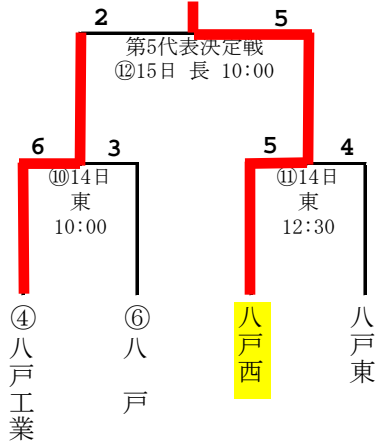 2 5
第5代表決定戦
⑫15日 長 10:00
6 3 5 4
⑩14日
東
10:00
⑪14日
東
12:30
④八戸工業
⑥八 戸
八戸西
八戸東